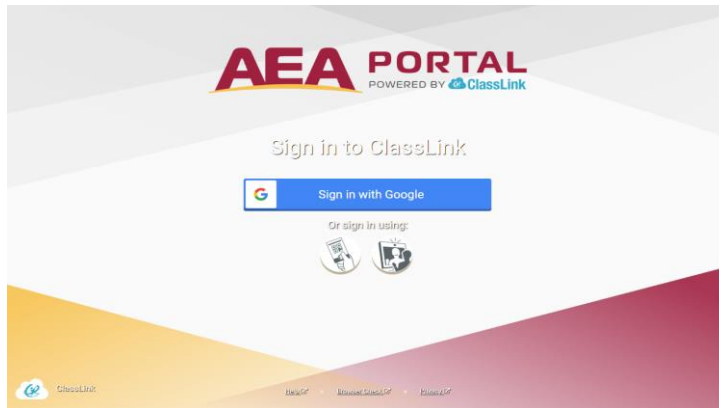 AEA PORTAL
POWERED BY ClassLink
Sign in to ClassLink
G Sign in with Google
Or sign in using:
ClassLink
Help Browser Check Privacy